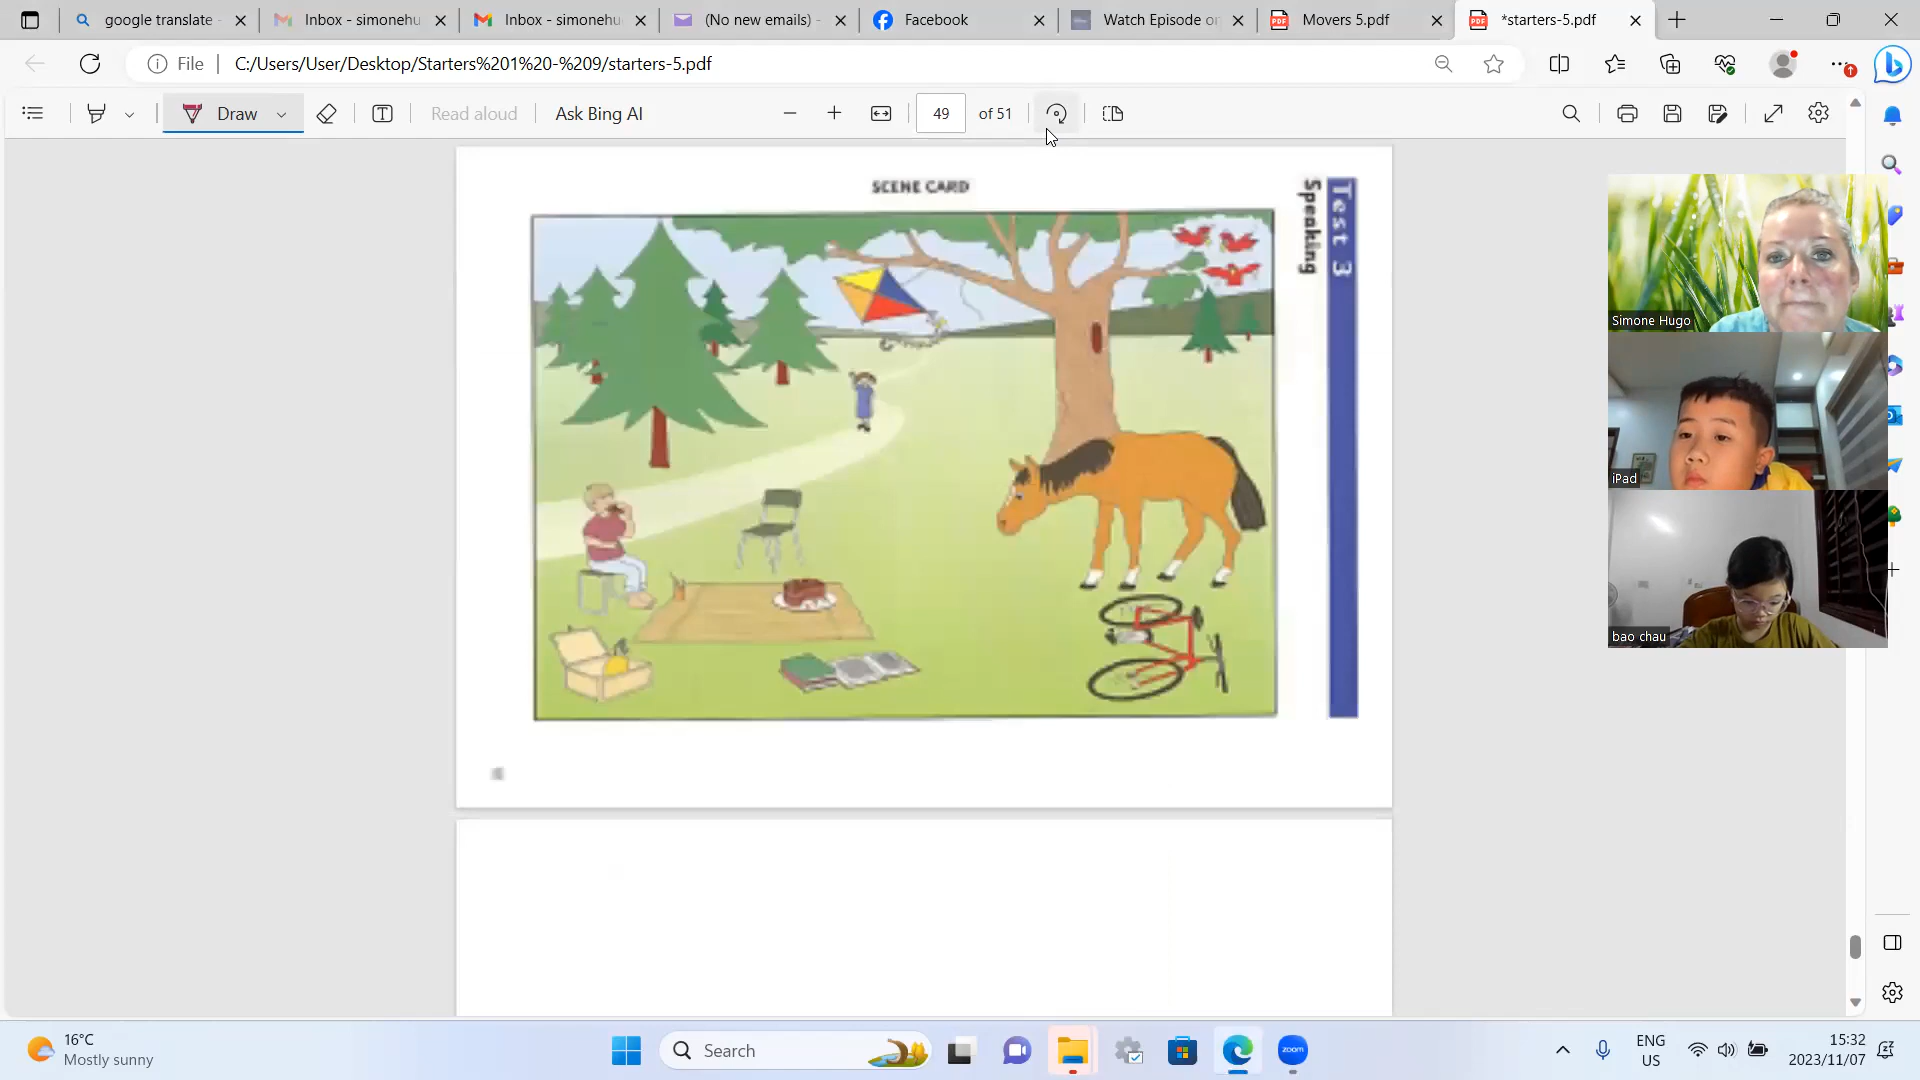 google translate -
Inbox - simonehu
Inbox - simonehu
(No new emails) -
Facebook
Watch Episode on
Movers 5.pdf
*starters-5.pdf
File
C:/Users/User/Desktop/Starters%201%20-%209/starters-5.pdf
Draw
Read aloud
Ask Bing AI
49
of 51
SCENE CARD
Test 3
Speaking
Simone Hugo
iPad
bao chau
16°C
Mostly sunny
Search
zoom
ENG
US
15:32
2023/11/07